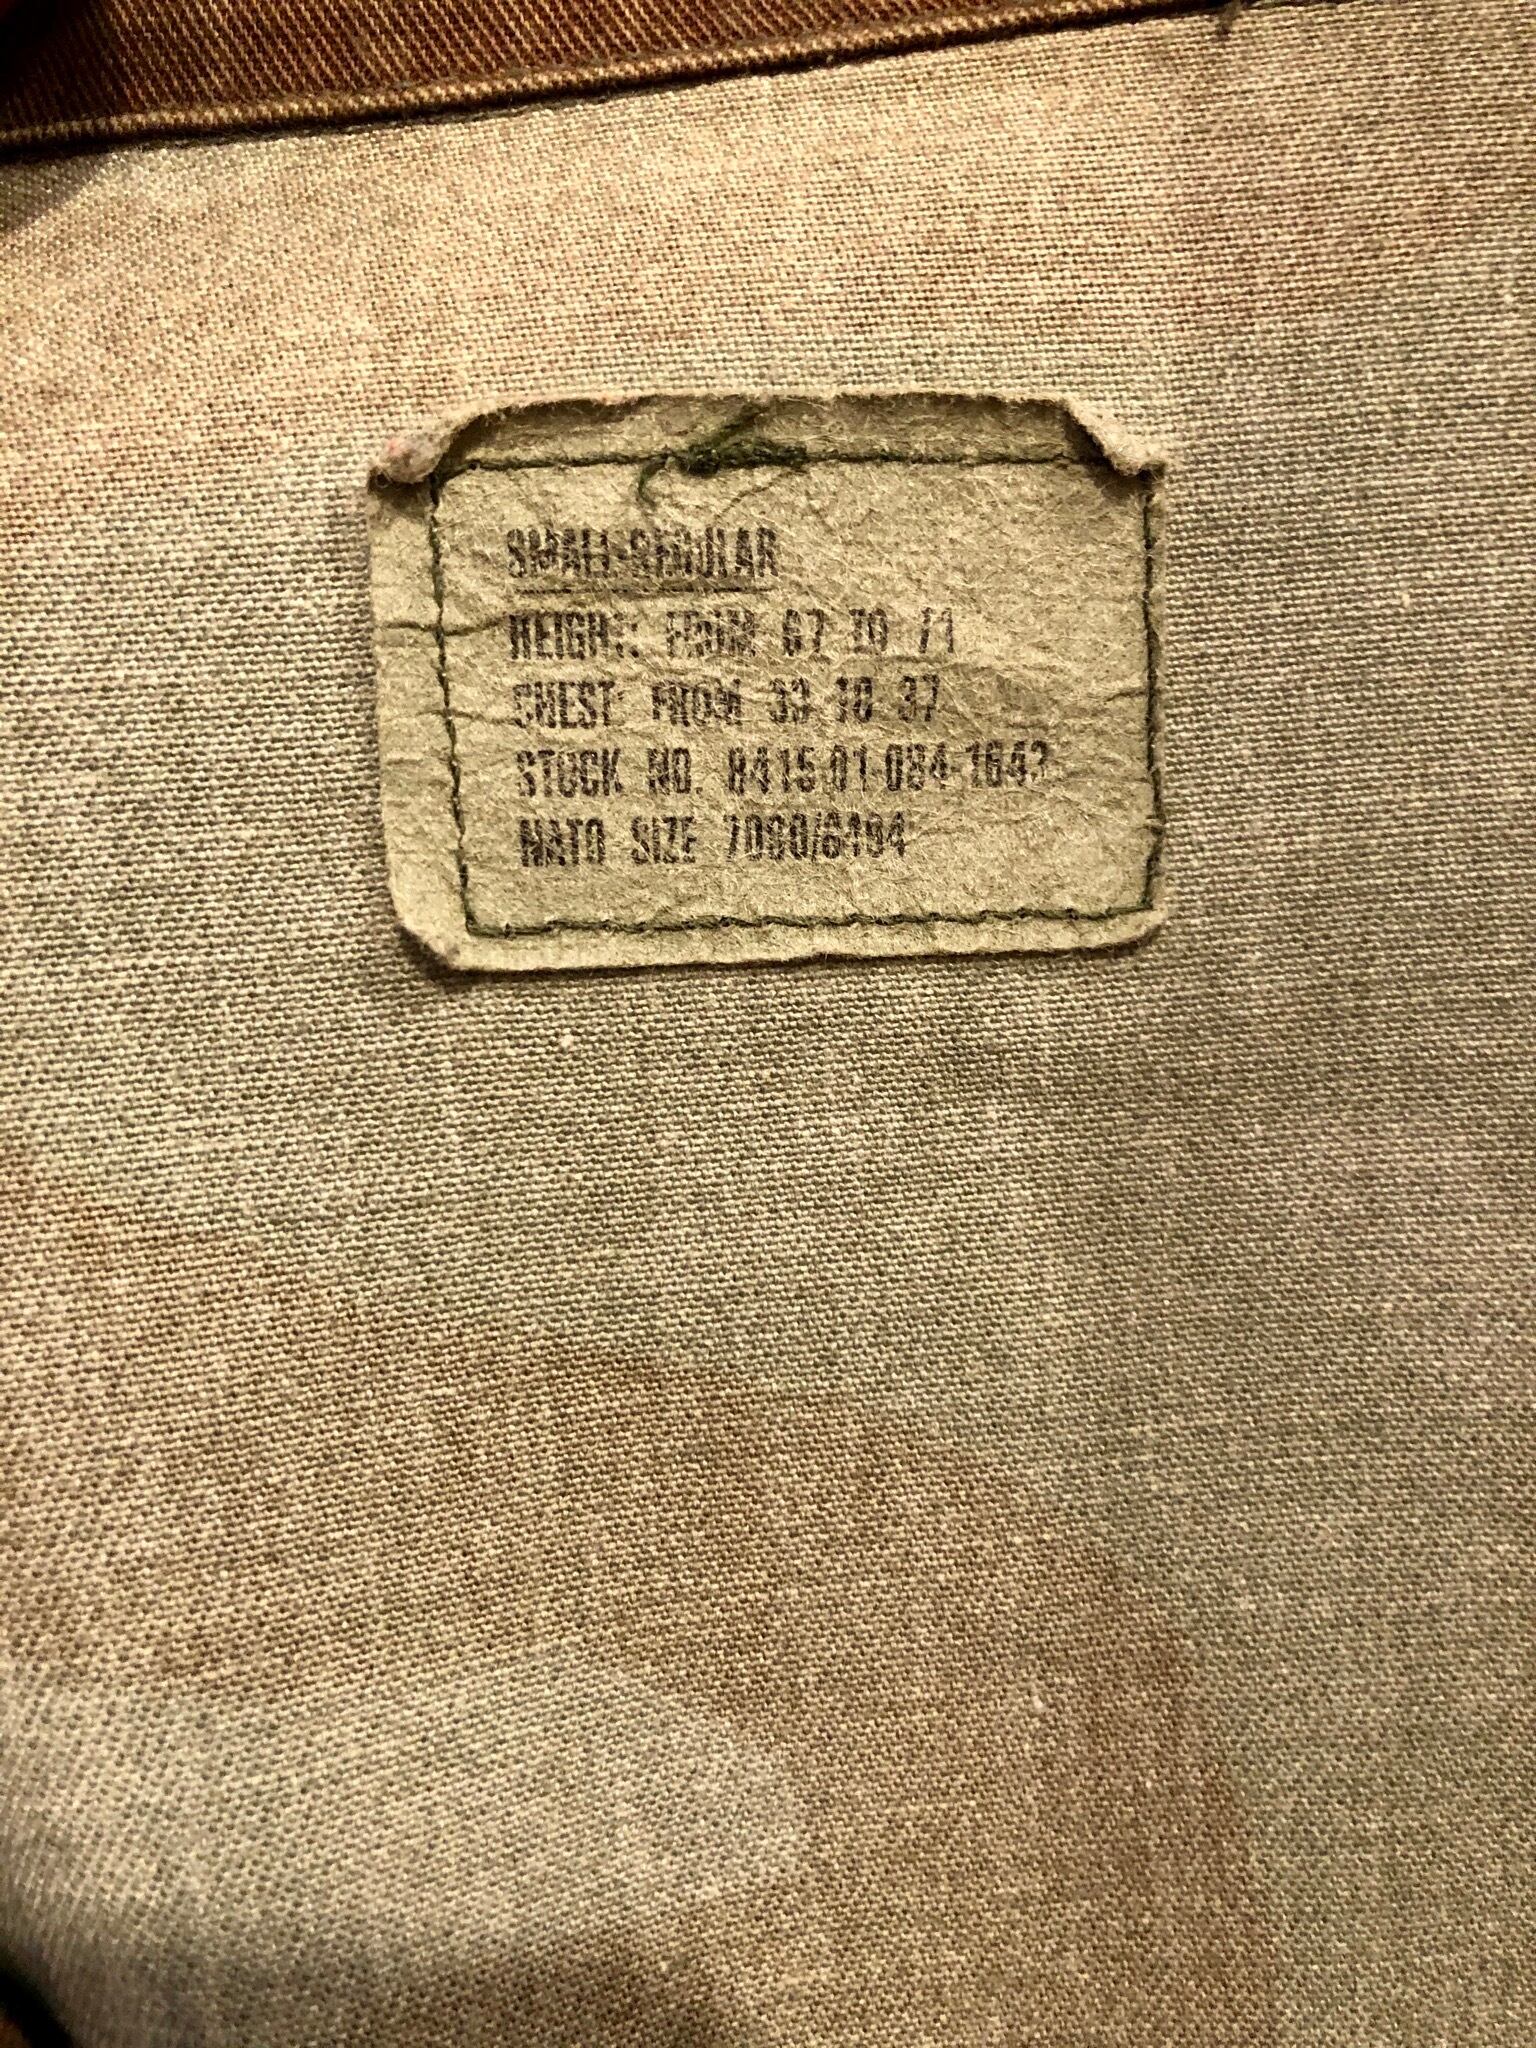 SMALL-REGULAR
HEIGHT: FROM 67 TO 71
CHEST: FROM 33 TO 37
STOCK NO. 8415-01-084-1643
NATO SIZE 7080/